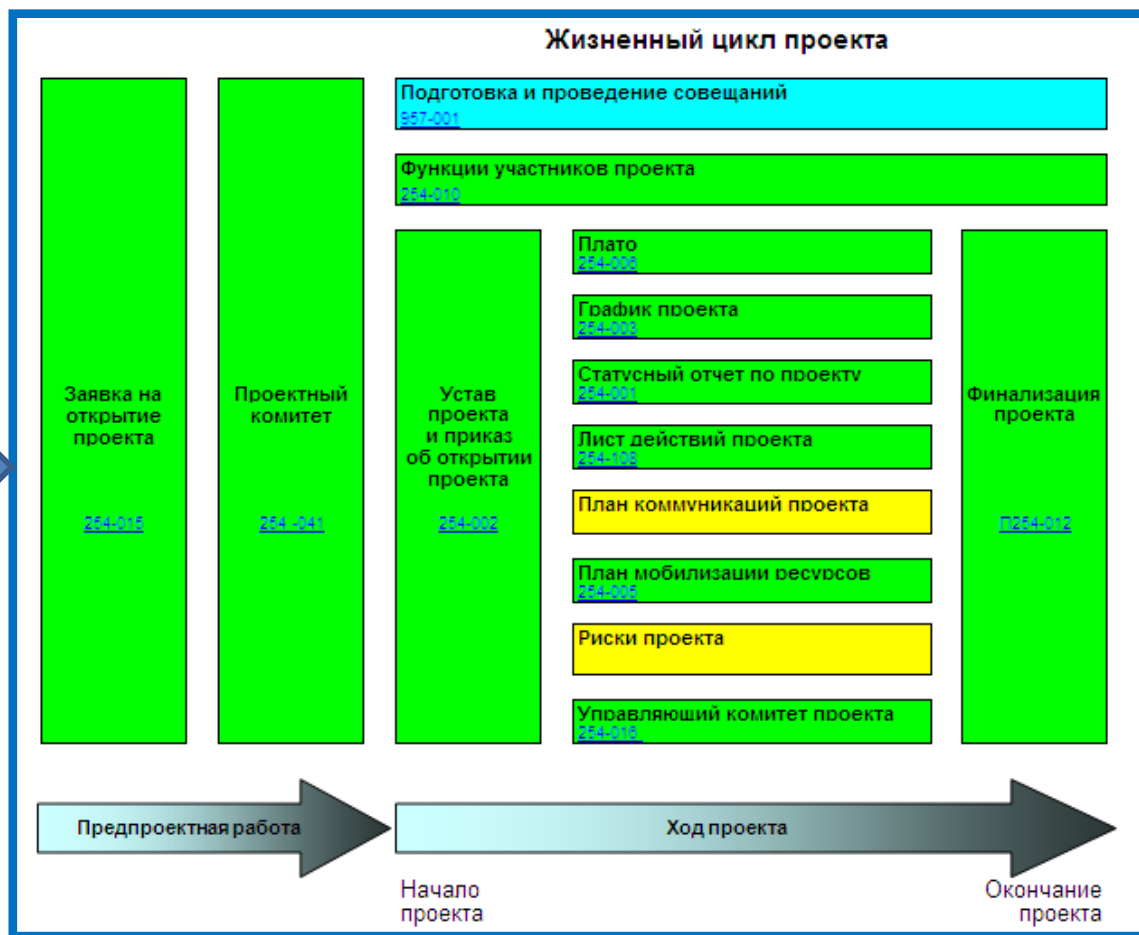 Жизненный цикл проекта
Подготовка и проведение совещаний
957-001
Функции участников проекта
254-010
Заявка на
открытие
проекта
254-015
Проектный
комитет
254 -041
Устав
проекта
и приказ
об открытии
проекта
254-002
Плато
254-006
График проекта
254-003
Статусный отчет по проекту
254-001
Лист действий проекта
254-108
План коммуникаций проекта
План мобилизации ресурсов
254-005
Риски проекта
Управляющий комитет проекта
254-016
Финализация
проекта
П254-012
Предпроектная работа
Ход проекта
Начало
проекта
Окончание
проекта